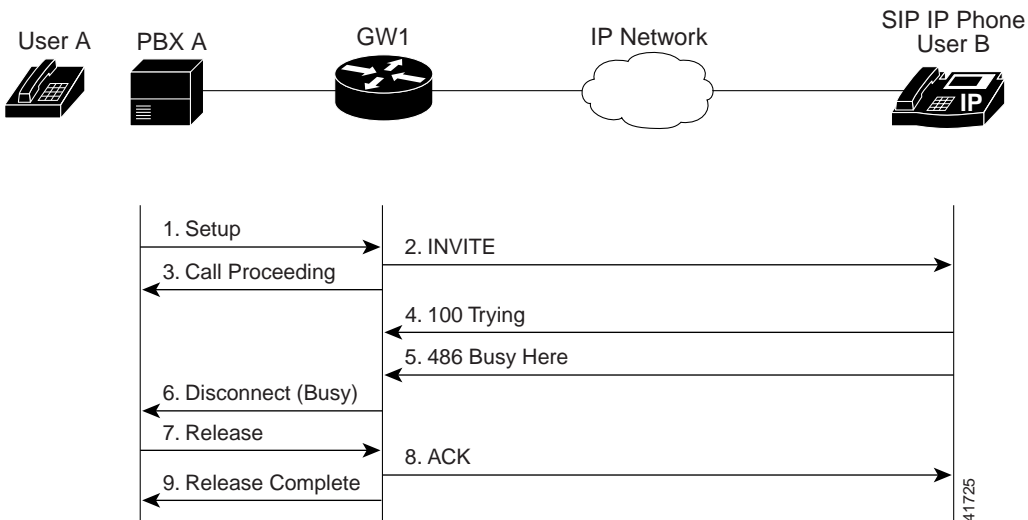 User A
PBX A
GW1
IP Network
SIP IP Phone
User B
IP
1. Setup
2. INVITE
3. Call Proceeding
4. 100 Trying
5. 486 Busy Here
6. Disconnect (Busy)
7. Release
8. ACK
9. Release Complete
41725